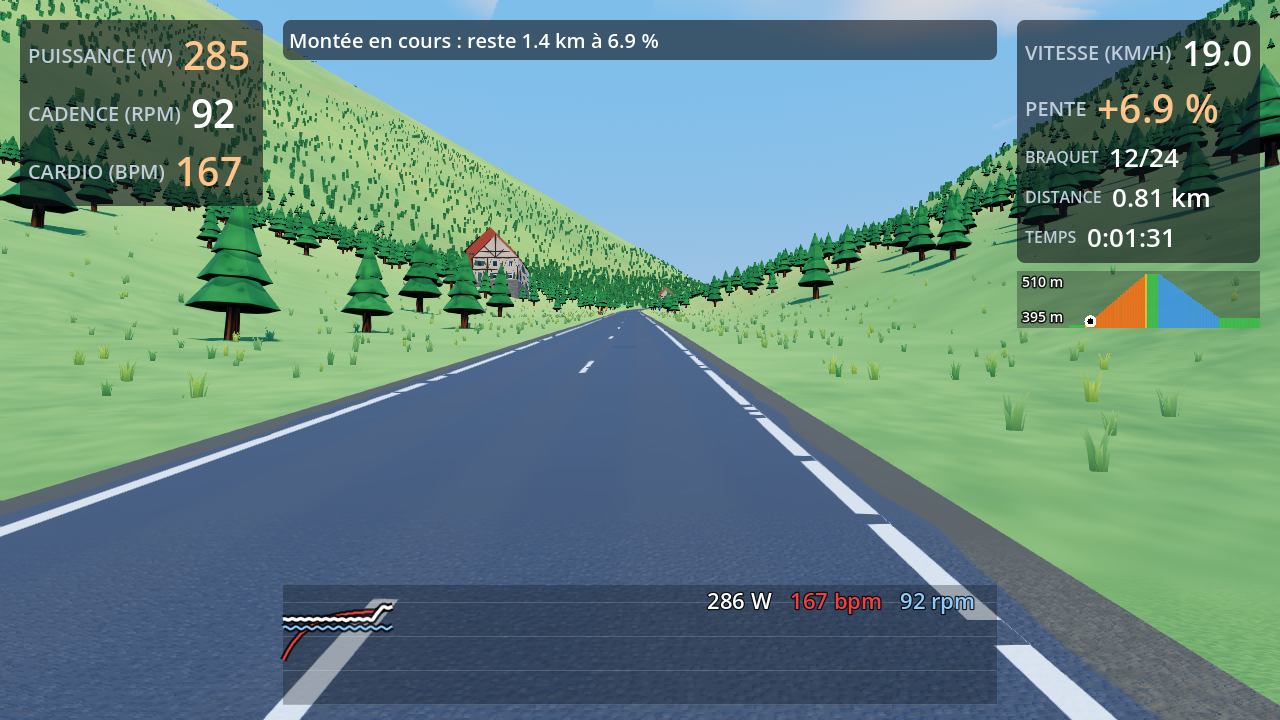 PUISSANCE (W) 285
CADENCE (RPM) 92
CARDIO (BPM) 167
Montée en cours : reste 1.4 km à 6.9 %
VITESSE (KM/H) 19.0
PENTE +6.9 %
BRAQUET 12/24
DISTANCE 0.81 km
TEMPS 0:01:31
510 m
395 m
286 W 167 bpm 92 rpm